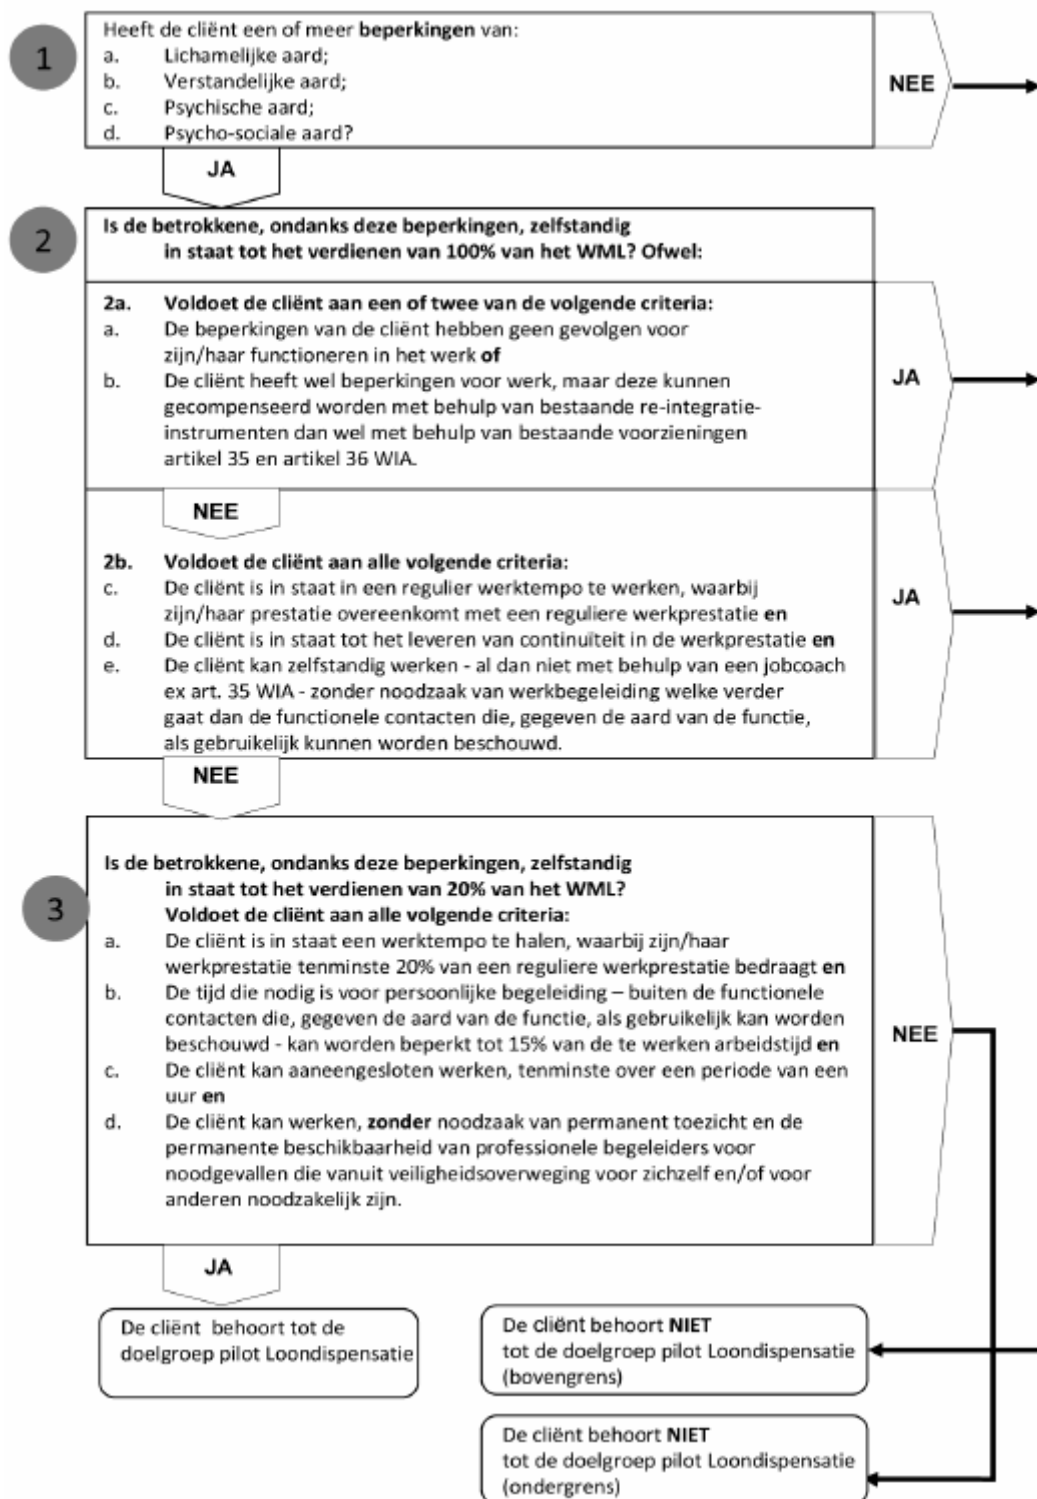 1
Heeft de cliënt een of meer beperkingen van:
a. Lichamelijke aard;
b. Verstandelijke aard;
c. Psychische aard;
d. Psycho-sociale aard?
NEE
JA
2
Is de betrokkene, ondanks deze beperkingen, zelfstandig
in staat tot het verdienen van 100% van het WML? Ofwel:
2a. Voldoet de cliënt aan een of twee van de volgende criteria:
a. De beperkingen van de cliënt hebben geen gevolgen voor
zijn/haar functioneren in het werk of
b. De cliënt heeft wel beperkingen voor werk, maar deze kunnen
gecompenseerd worden met behulp van bestaande re-integratie-
instrumenten dan wel met behulp van bestaande voorzieningen
artikel 35 en artikel 36 WIA.
JA
NEE
2b. Voldoet de cliënt aan alle volgende criteria:
c. De cliënt is in staat in een regulier werktempo te werken, waarbij
zijn/haar prestatie overeenkomt met een reguliere werkprestatie en
d. De cliënt is in staat tot het leveren van continuïteit in de werkprestatie en
e. De cliënt kan zelfstandig werken - al dan niet met behulp van een jobcoach
ex art. 35 WIA - zonder noodzaak van werkbegeleiding welke verder
gaat dan de functionele contacten die, gegeven de aard van de functie,
als gebruikelijk kunnen worden beschouwd.
JA
NEE
3
Is de betrokkene, ondanks deze beperkingen, zelfstandig
in staat tot het verdienen van 20% van het WML?
Voldoet de cliënt aan alle volgende criteria:
a. De cliënt is in staat een werktempo te halen, waarbij zijn/haar
werkprestatie tenminste 20% van een reguliere werkprestatie bedraagt en
b. De tijd die nodig is voor persoonlijke begeleiding – buiten de functionele
contacten die, gegeven de aard van de functie, als gebruikelijk kan worden
beschouwd - kan worden beperkt tot 15% van de te werken arbeidstijd en
c. De cliënt kan aaneengesloten werken, tenminste over een periode van een
uur en
d. De cliënt kan werken, zonder noodzaak van permanent toezicht en de
permanente beschikbaarheid van professionele begeleiders voor
noodgevallen die vanuit veiligheidsoverweging voor zichzelf en/of voor
anderen noodzakelijk zijn.
NEE
JA
De cliënt behoort tot de
doelgroep pilot Loondispensatie
De cliënt behoort NIET
tot de doelgroep pilot Loondispensatie
(bovengrens)
De cliënt behoort NIET
tot de doelgroep pilot Loondispensatie
(ondergrens)